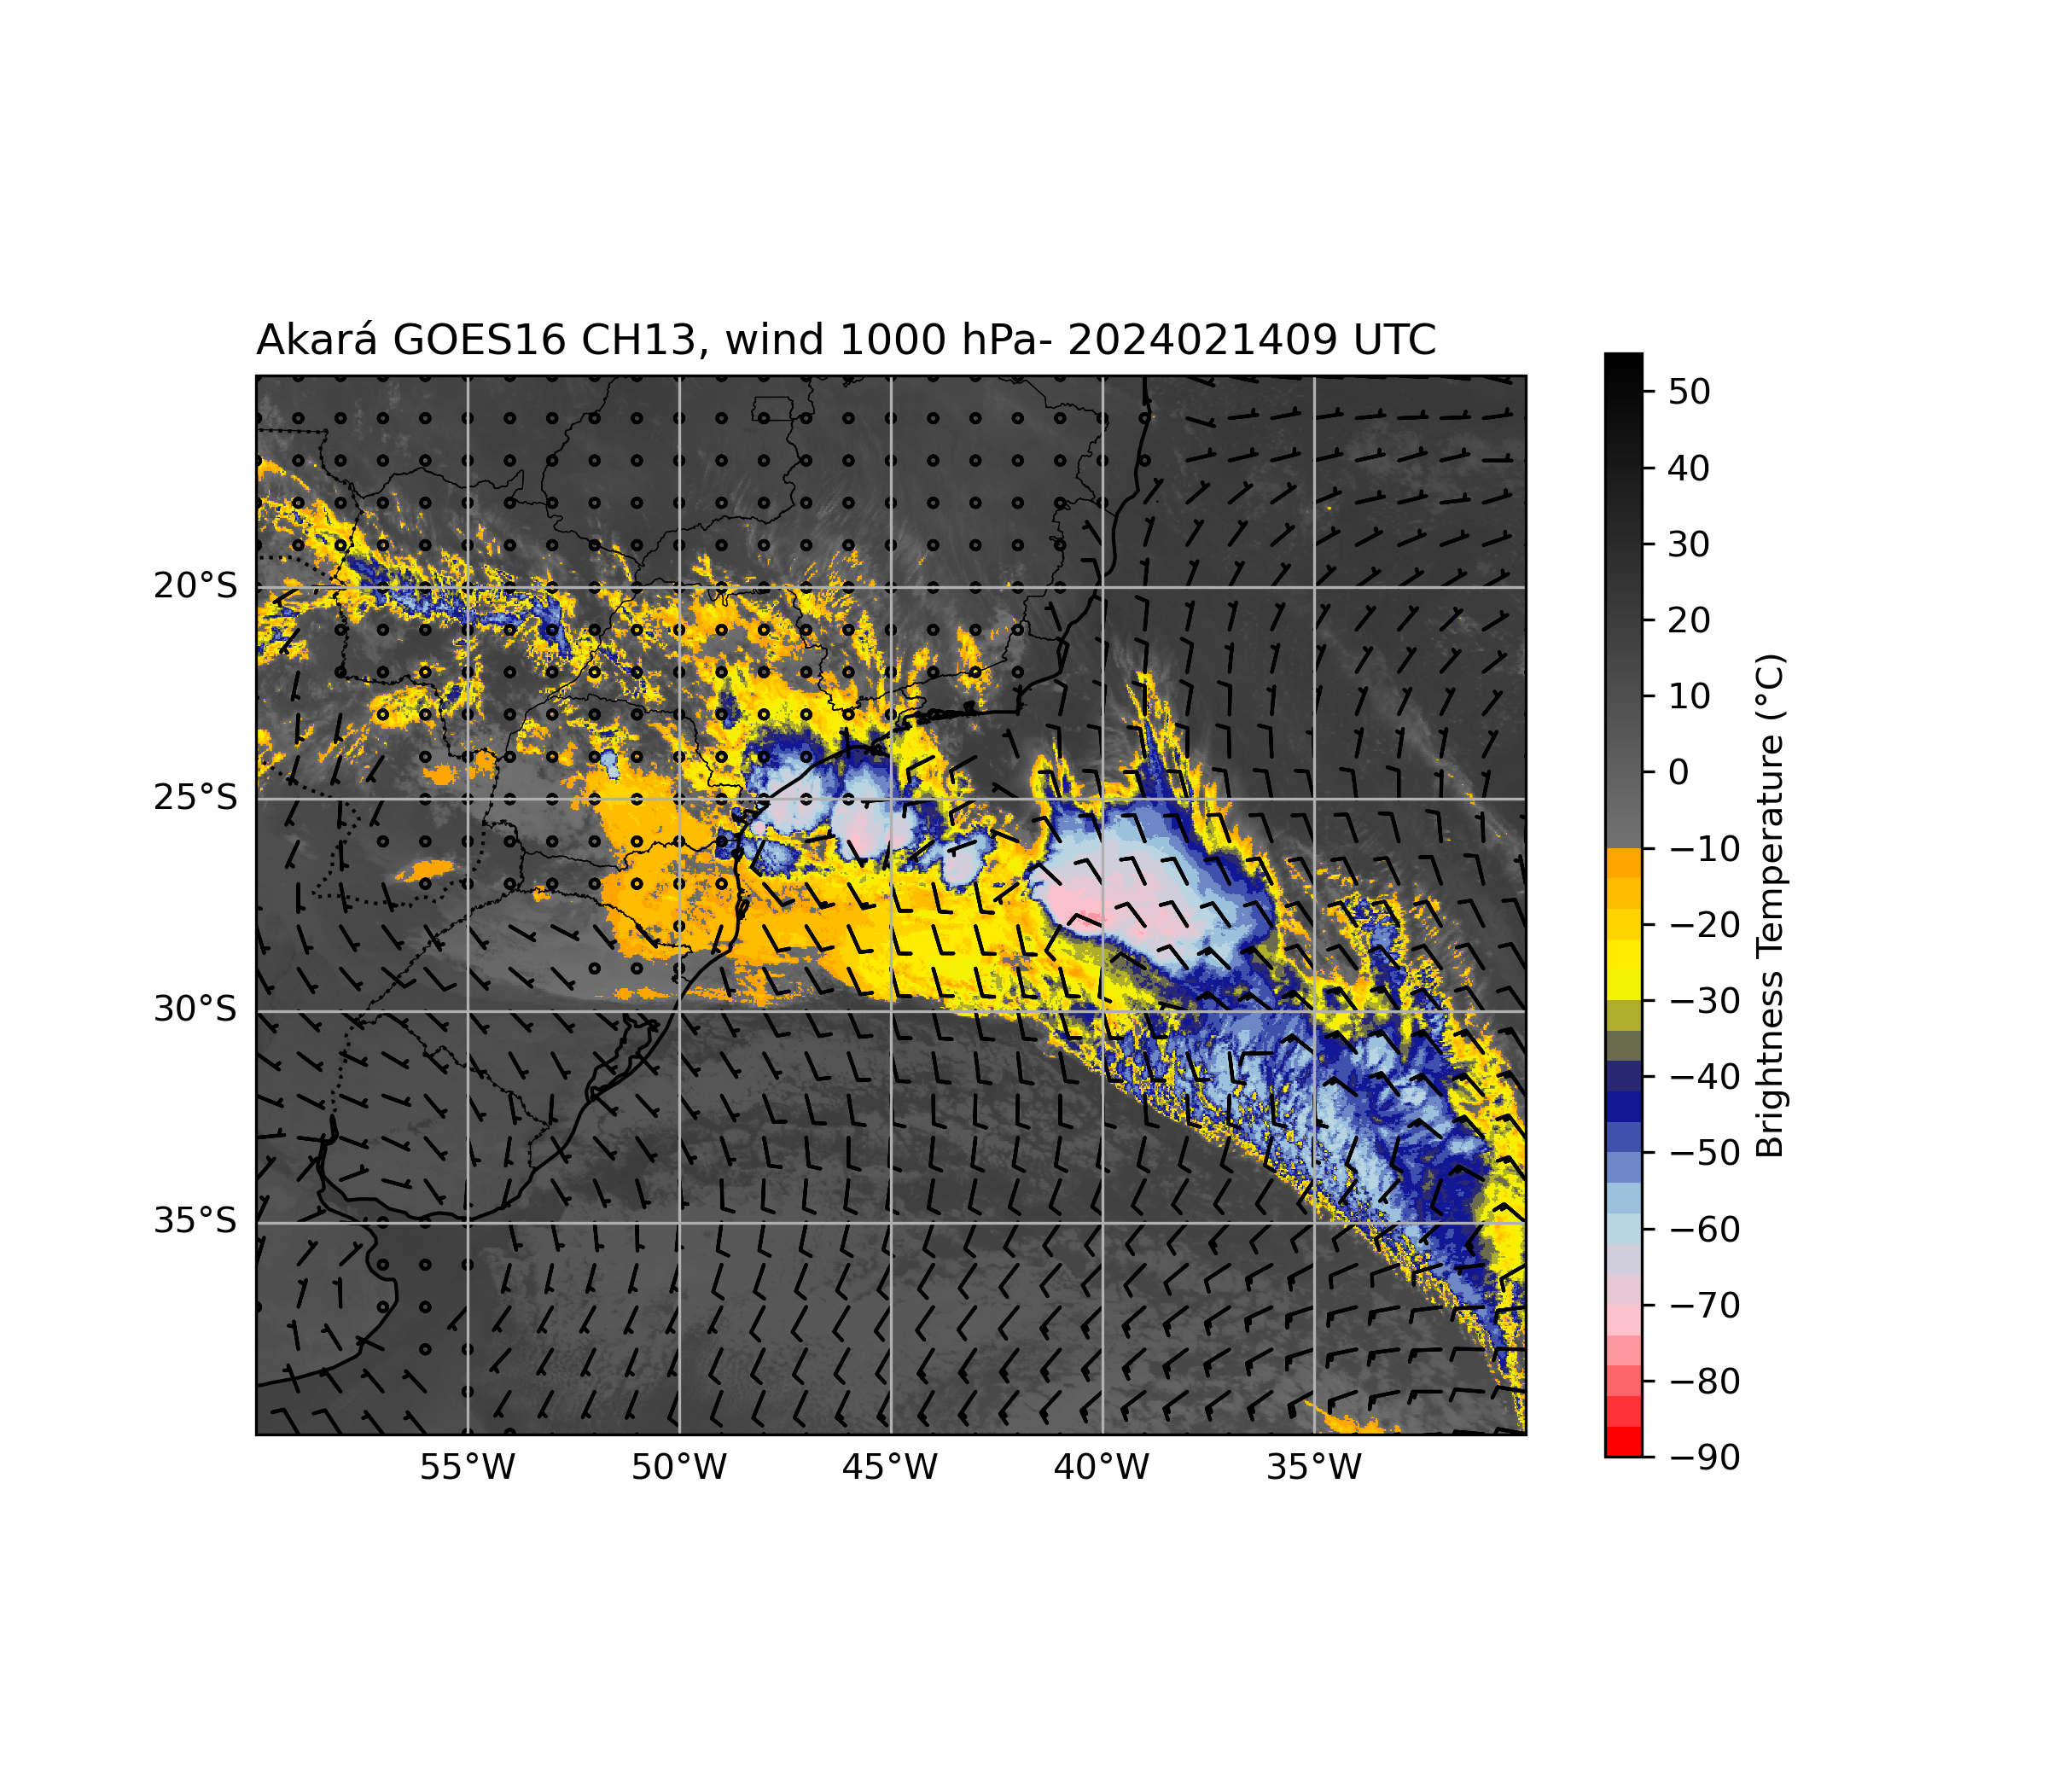 Akará GOES16 CH13, wind 1000 hPa- 2024021409 UTC
20°S
25°S
30°S
35°S
55°W
50°W
45°W
40°W
35°W
50
40
30
20
10
0
−10
−20
−30
−40
−50
−60
−70
−80
−90
Brightness Temperature (°C)